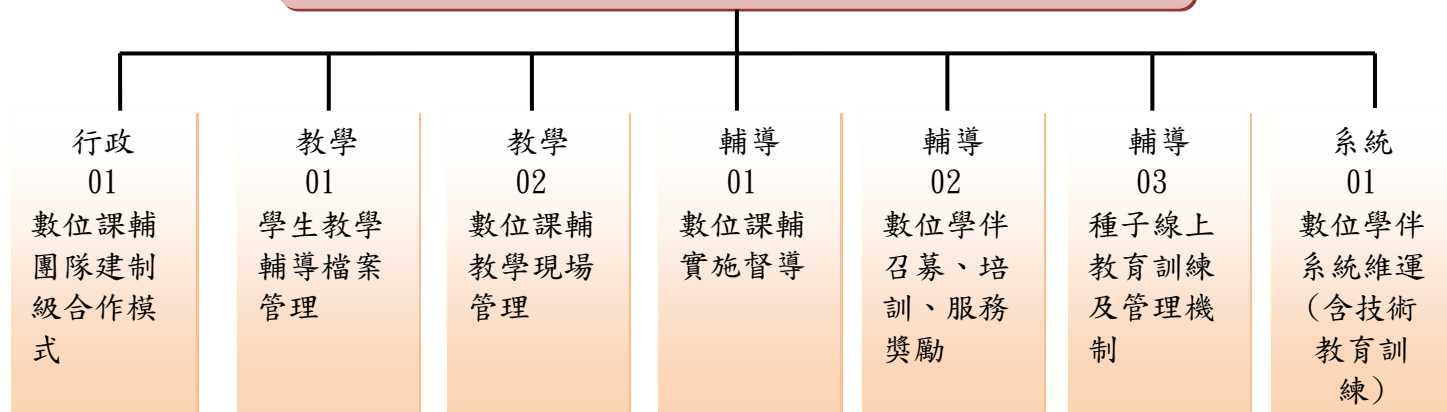 行政
01
數位課輔
團隊建制
級合作模
式
教學
01
學生教學
輔導檔案
管理
教學
02
數位課輔
教學現場
管理
輔導
01
數位課輔
實施督導
輔導
02
數位學伴
召募、培
訓、服務
獎勵
輔導
03
種子線上
教育訓練
及管理機
制
系統
01
數位學伴
系統維運
（含技術
教育訓
練）